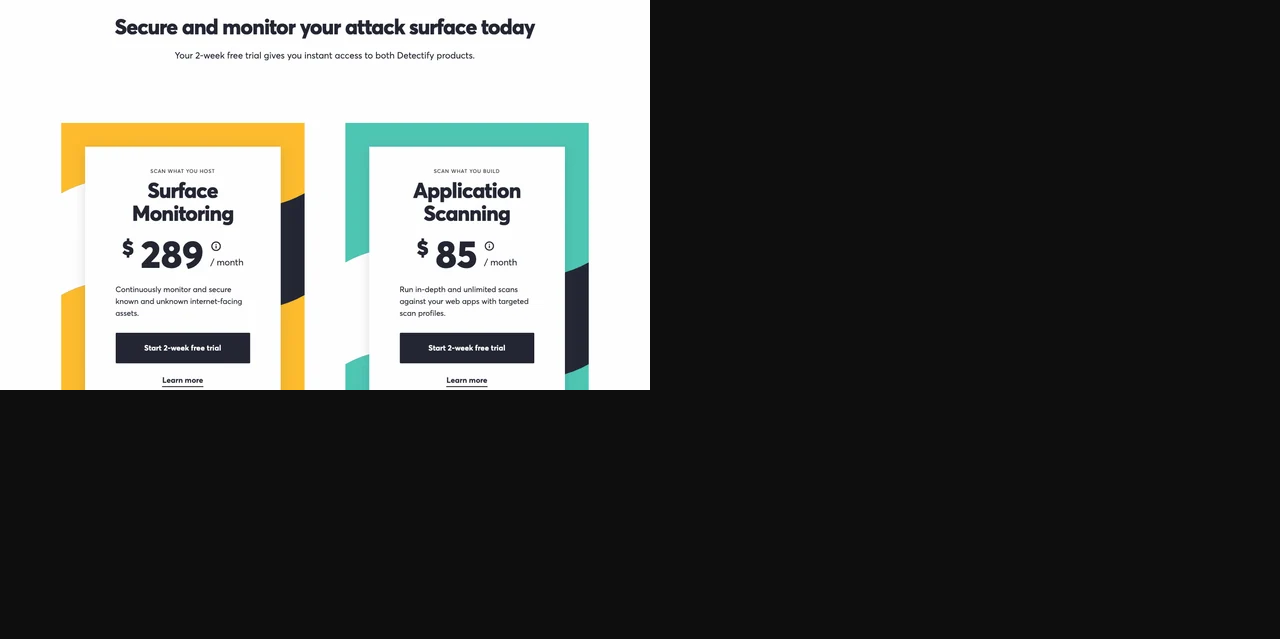 Secure and monitor your attack surface today
Your 2-week free trial gives you instant access to both Detectify products.
SCAN WHAT YOU HOST
Surface
Monitoring
$ 289 / month
Continuously monitor and secure
known and unknown internet-facing
assets.
Start 2-week free trial
Learn more
SCAN WHAT YOU BUILD
Application
Scanning
$ 85 / month
Run in-depth and unlimited scans
against your web apps with targeted
scan profiles.
Start 2-week free trial
Learn more